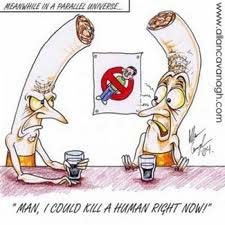 MEANWHILE IN A PARALLEL UNIVERSE...
www.allancavanagh.com
"MAN, I COULD KILL A HUMAN RIGHT NOW!"